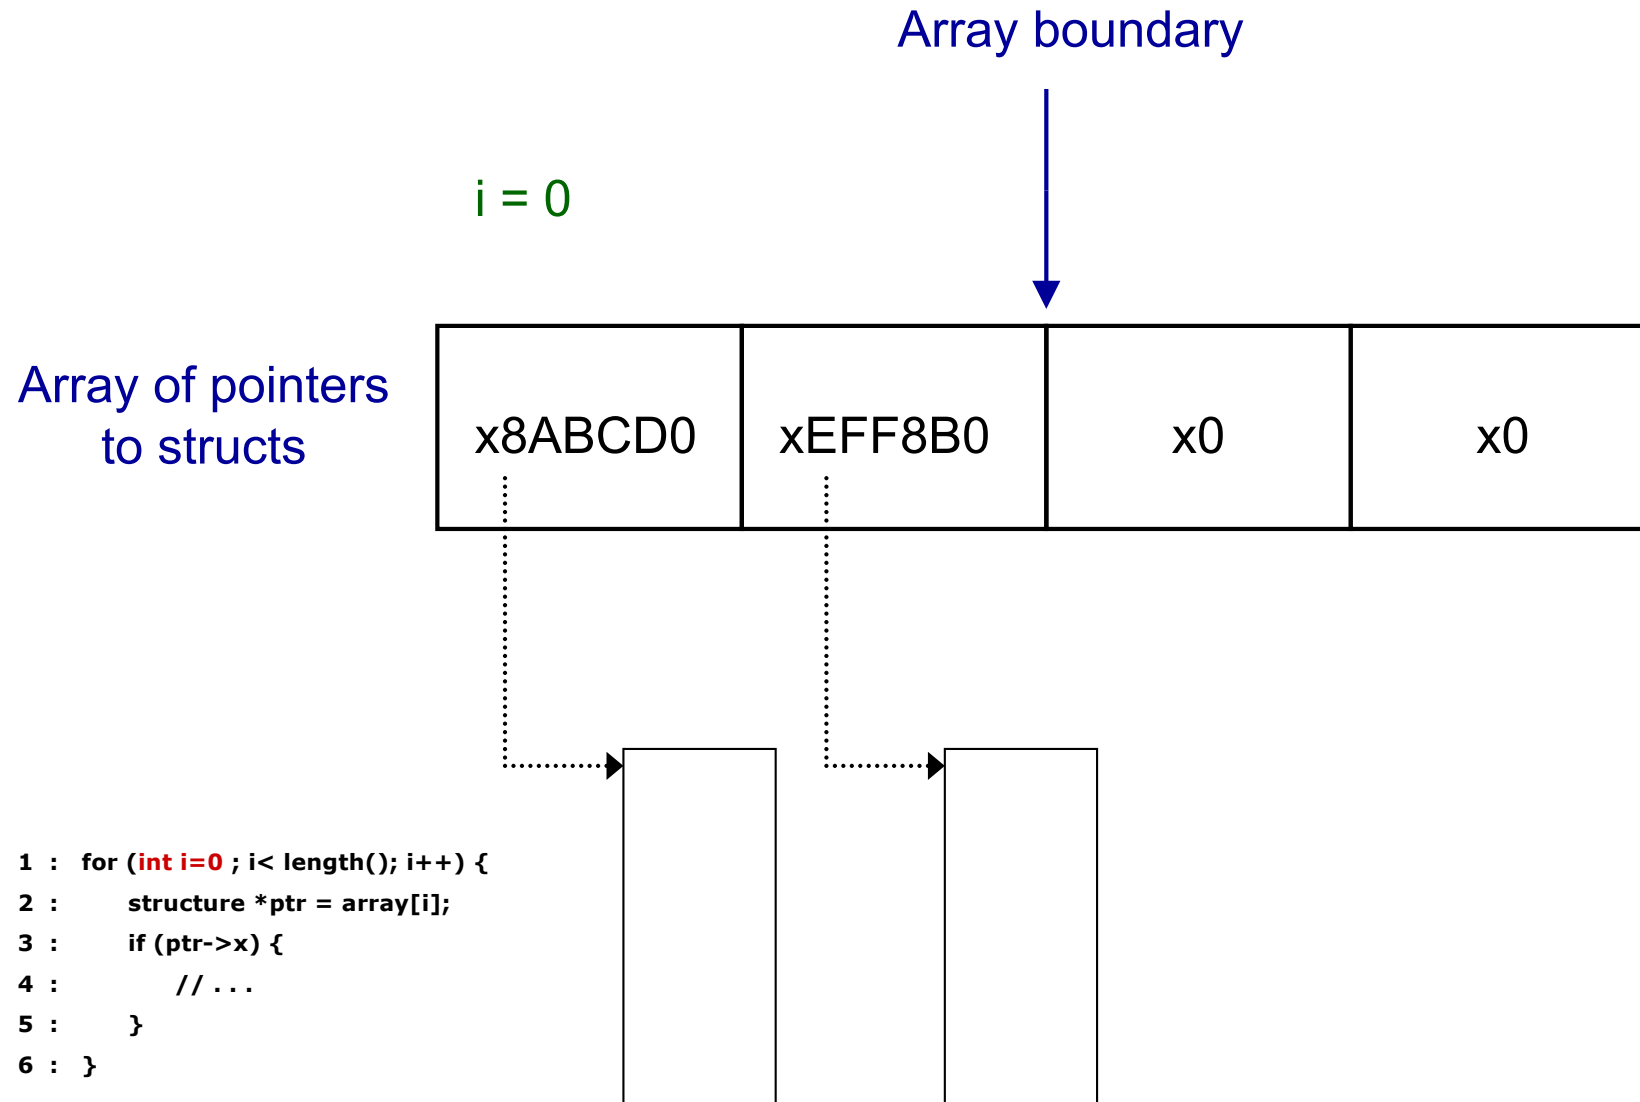 Array boundary
i = 0
Array of pointers
to structs
x8ABCD0
xEFF8B0
x0
x0
1 : for (int i=0 ; i< length(); i++) {
2 : structure *ptr = array[i];
3 : if (ptr->x) {
4 : // . . .
5 : }
6 : }